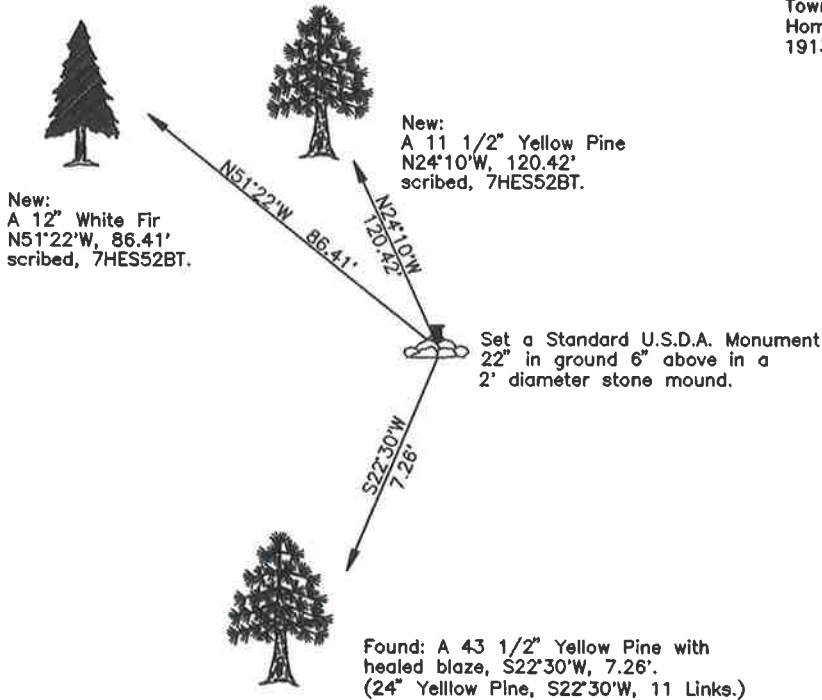 Town
Hom
191
New:
A 11 1/2" Yellow Pine
N24°10'W, 120.42'
scribed, 7HES52BT.
New:
A 12" White Fir
N51°22'W, 86.41'
scribed, 7HES52BT.
N51°22'W 86.41'
N24°10'W
120.42'
Set a Standard U.S.D.A. Monument
22" in ground 6" above in a
2' diameter stone mound.
S22°30'W
7.26'
Found: A 43 1/2" Yellow Pine with
healed blaze, S22°30'W, 7.26'.
(24" Yelllow Pine, S22°30'W, 11 Links.)